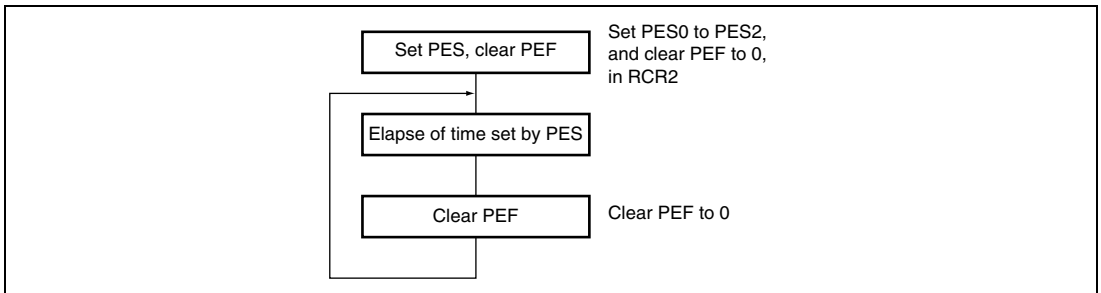 Set PES, clear PEF
Set PES0 to PES2,
and clear PEF to 0,
in RCR2
Elapse of time set by PES
Clear PEF
Clear PEF to 0